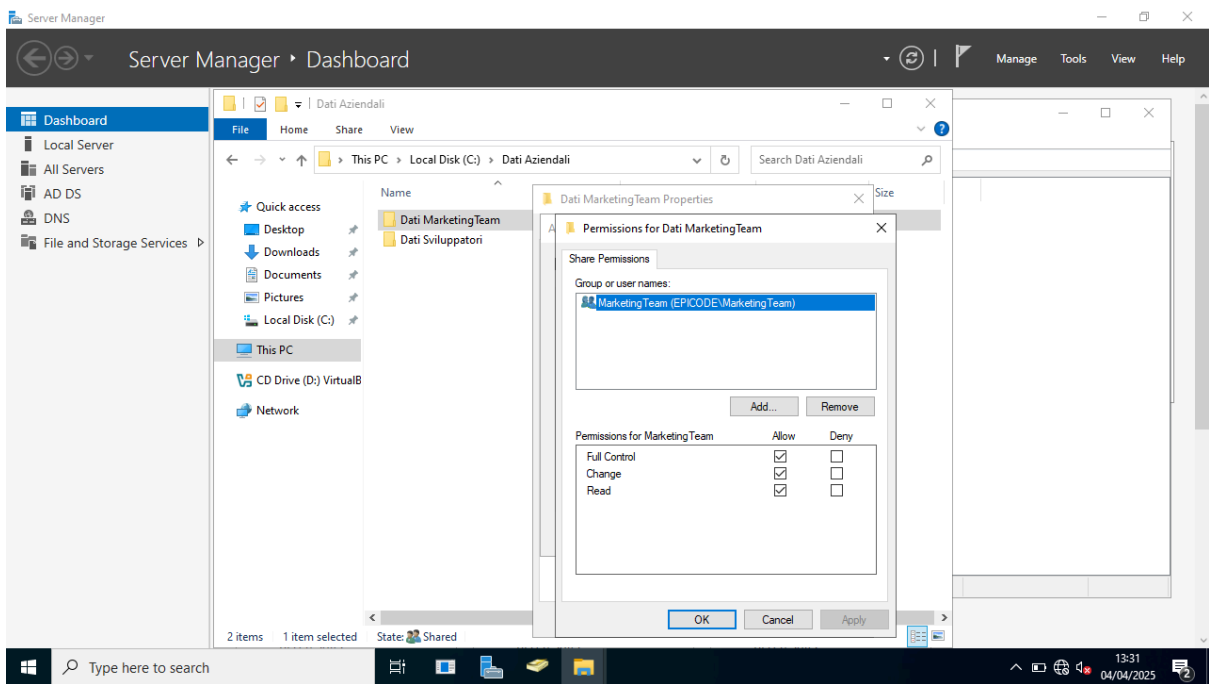 Server Manager
Server Manager • Dashboard
Manage Tools View Help
Dashboard
Local Server
All Servers
AD DS
DNS
File and Storage Services
Dati Aziendali
File Home Share View
This PC › Local Disk (C:) › Dati Aziendali
Search Dati Aziendali
Quick access
Desktop
Downloads
Documents
Pictures
Local Disk (C:)
This PC
CD Drive (D:) VirtualB
Network
Name
Size
Dati MarketingTeam
Dati Sviluppatori
Dati MarketingTeam Properties
Permissions for Dati MarketingTeam
Share Permissions
Group or user names:
MarketingTeam (EPICODE\MarketingTeam)
Add... Remove
Permissions for MarketingTeam Allow Deny
Full Control
Change
Read
OK Cancel Apply
2 items 1 item selected State: Shared
Type here to search
13:31
04/04/2025
2